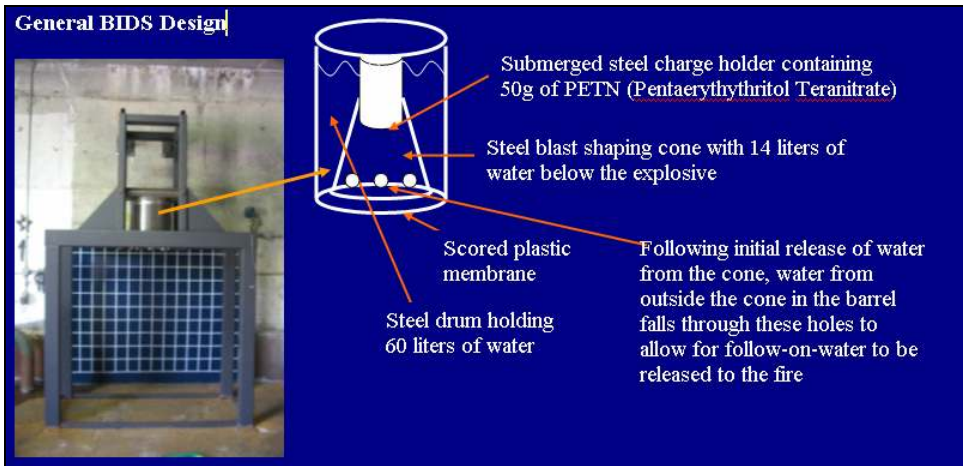 General BIDS Design
Submerged steel charge holder containing
50g of PETN (Pentaerythythritol Teranitrate)
Steel blast shaping cone with 14 liters of
water below the explosive
Scored plastic
membrane
Steel drum holding
60 liters of water
Following initial release of water
from the cone, water from
outside the cone in the barrel
falls through these holes to
allow for follow-on-water to be
released to the fire